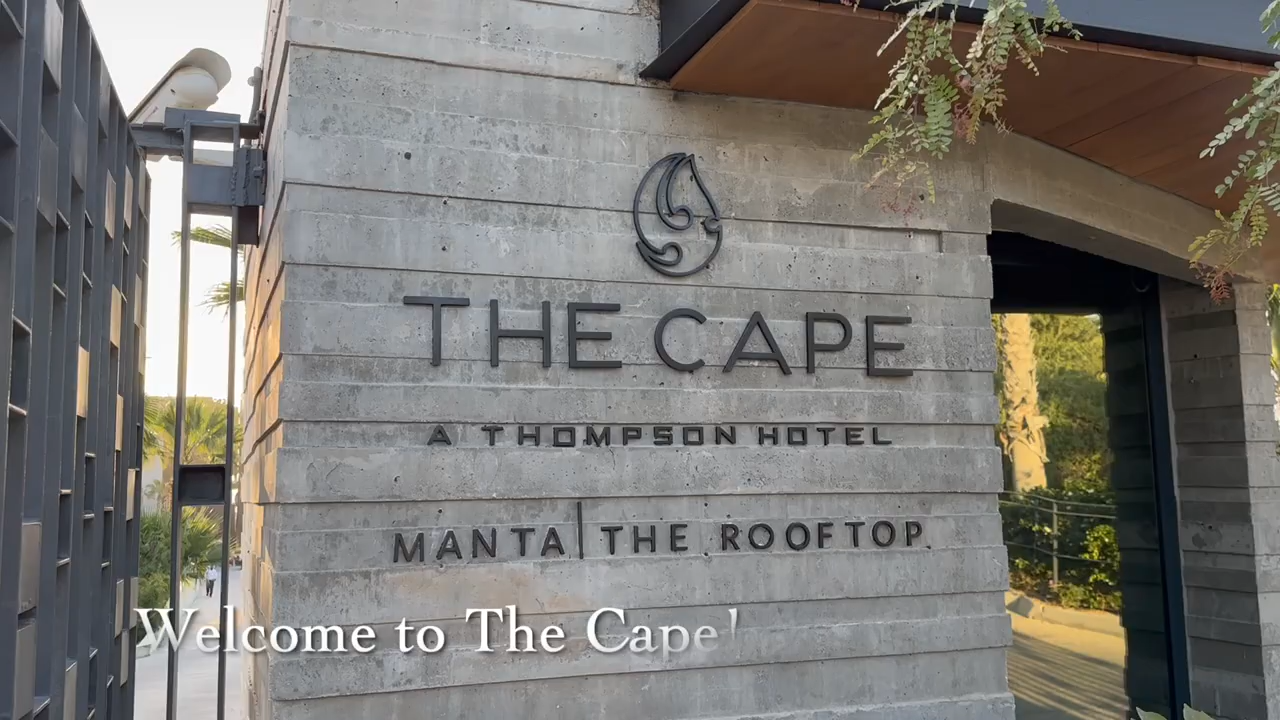 THE CAPE
A THOMPSON HOTEL
MANTA | THE ROOFTOP
Welcome to The Cape'